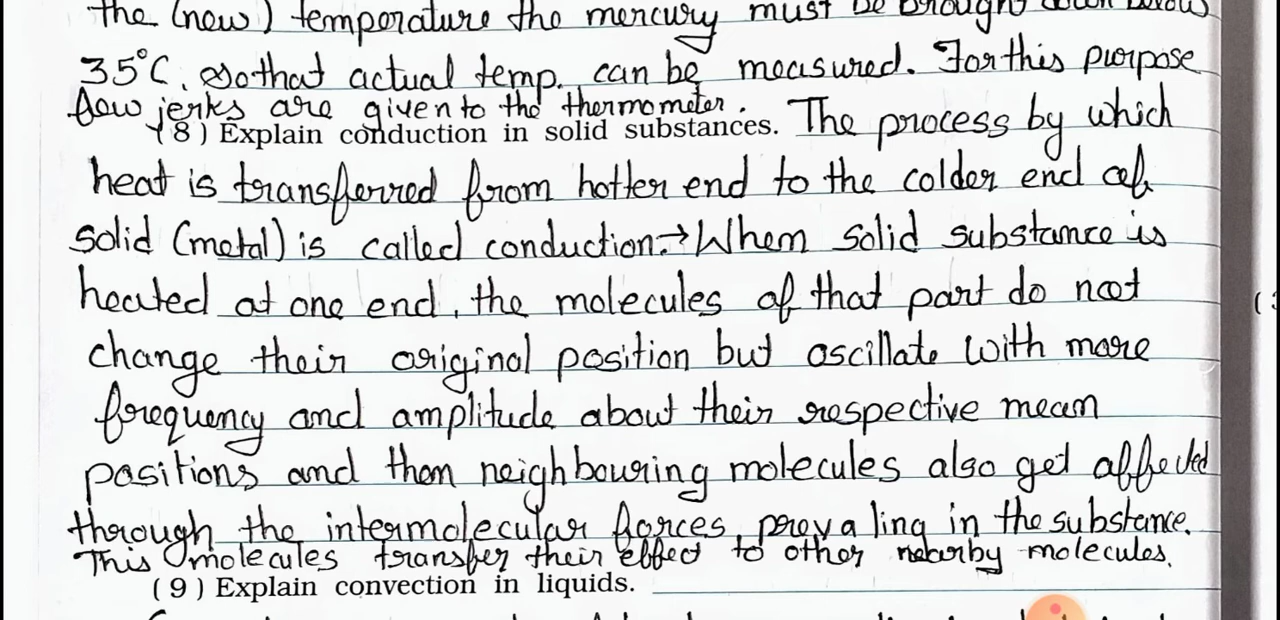 the (new) temperature the mercury must be brought down below
35°C. so that actual temp. can be measured. For this purpose
few jerks are given to the thermometer.
(8) Explain conduction in solid substances. The process by which
heat is transferred from hotter end to the colder end of
solid (metal) is called conduction.→ When solid substance is
heated at one end, the molecules of that part do not
change their original position but oscillate with more
frequency and amplitude about their respective mean
positions and then neighbouring molecules also get affected
through the intermolecular forces prevaling in the substance.
This molecules transfer their effect to other nearby molecules.
(9) Explain convection in liquids.